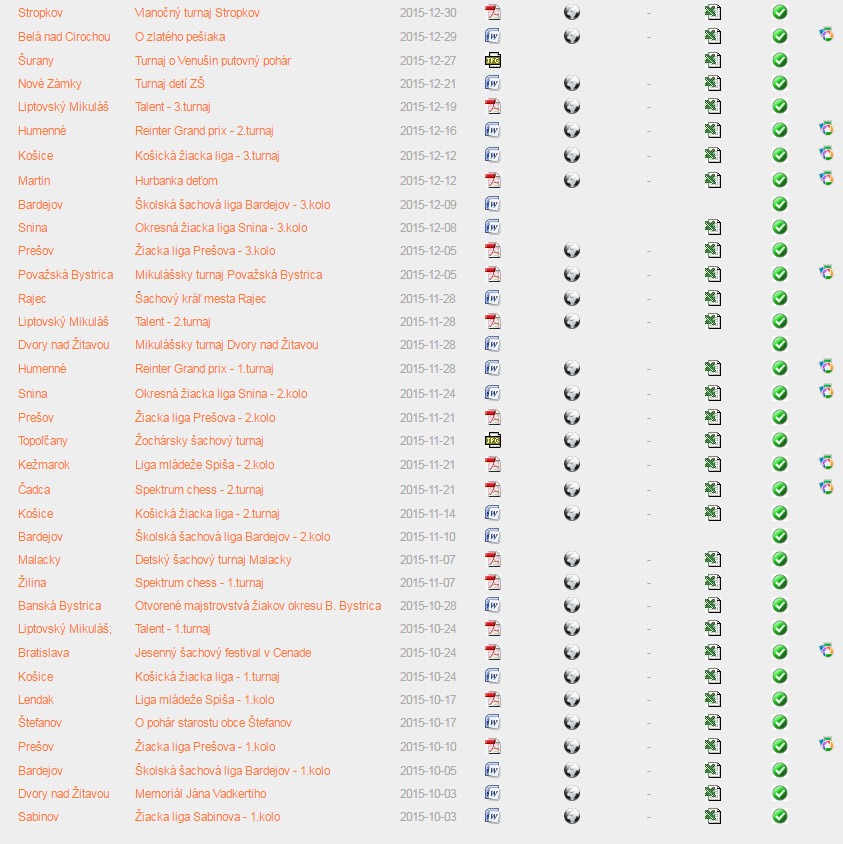 Stropkov Vianočný turnaj Stropkov 2015-12-30 -
Belá nad Cirochou O zlatého pešiaka 2015-12-29 -
Šurany Turnaj o Venušin putovný pohár 2015-12-27
Nové Zámky Turnaj detí ZŠ 2015-12-21 -
Liptovský Mikuláš Talent - 3.turnaj 2015-12-19 -
Humenné Reinter Grand prix - 2.turnaj 2015-12-16 -
Košice Košická žiacka liga - 3.turnaj 2015-12-12 -
Martin Hurbanka deťom 2015-12-12 -
Bardejov Školská šachová liga Bardejov - 3.kolo 2015-12-09
Snina Okresná žiacka liga Snina - 3.kolo 2015-12-08
Prešov Žiacka liga Prešova - 3.kolo 2015-12-05 -
Považská Bystrica Mikulášsky turnaj Považská Bystrica 2015-12-05 -
Rajec Šachový kráľ mesta Rajec 2015-11-28 -
Liptovský Mikuláš Talent - 2.turnaj 2015-11-28 -
Dvory nad Žitavou Mikulášsky turnaj Dvory nad Žitavou 2015-11-28
Humenné Reinter Grand prix - 1.turnaj 2015-11-28 -
Snina Okresná žiacka liga Snina - 2.kolo 2015-11-24 -
Prešov Žiacka liga Prešova - 2.kolo 2015-11-21 -
Topoľčany Žochársky šachový turnaj 2015-11-21 -
Kežmarok Liga mládeže Spiša - 2.kolo 2015-11-21 -
Čadca Spektrum chess - 2.turnaj 2015-11-21 -
Košice Košická žiacka liga - 2.turnaj 2015-11-14 -
Bardejov Školská šachová liga Bardejov - 2.kolo 2015-11-10
Malacky Detský šachový turnaj Malacky 2015-11-07 -
Žilina Spektrum chess - 1.turnaj 2015-11-07 -
Banská Bystrica Otvorené majstrovstvá žiakov okresu B. Bystrica 2015-10-28 -
Liptovský Mikuláš; Talent - 1.turnaj 2015-10-24 -
Bratislava Jesenný šachový festival v Cenade 2015-10-24 -
Košice Košická žiacka liga - 1.turnaj 2015-10-24 -
Lendak Liga mládeže Spiša - 1.kolo 2015-10-17 -
Štefanov O pohár starostu obce Štefanov 2015-10-17 -
Prešov Žiacka liga Prešova - 1.kolo 2015-10-10 -
Bardejov Školská šachová liga Bardejov - 1.kolo 2015-10-05 -
Dvory nad Žitavou Memoriál Jána Vadkertiho 2015-10-03 -
Sabinov Žiacka liga Sabinova - 1.kolo 2015-10-03 -